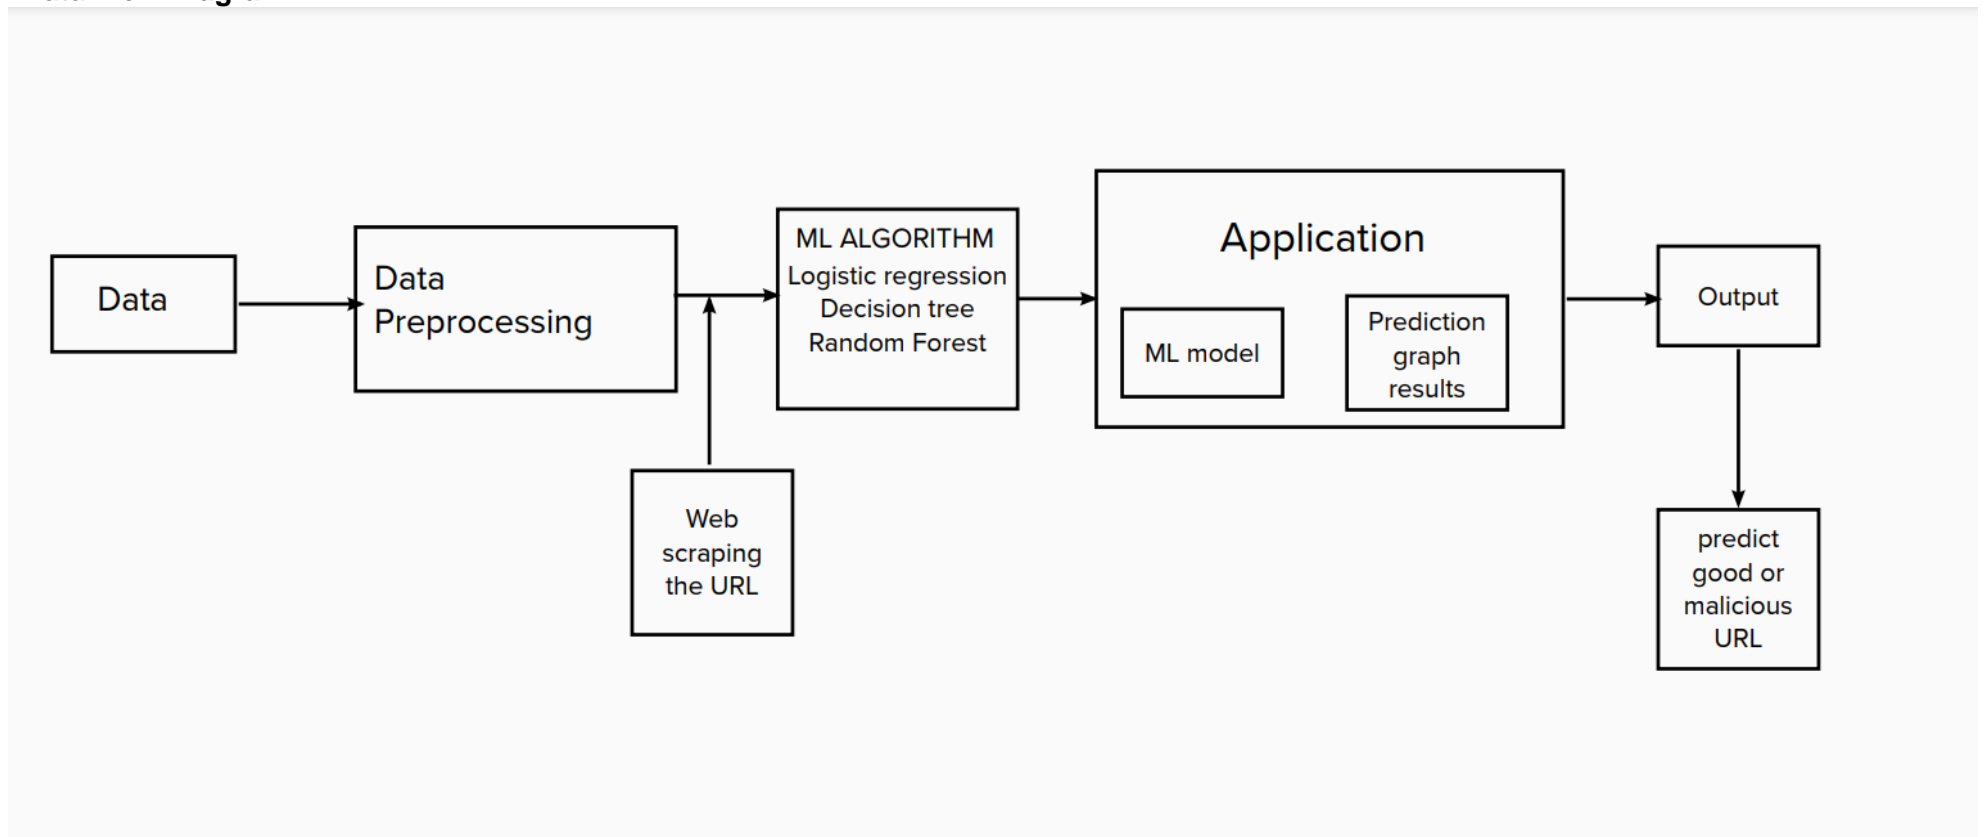 Data
Data
Preprocessing
ML ALGORITHM
Logistic regression
Decision tree
Random Forest
Application
ML model
Prediction
graph
results
Output
Web
scraping
the URL
predict
good or
malicious
URL